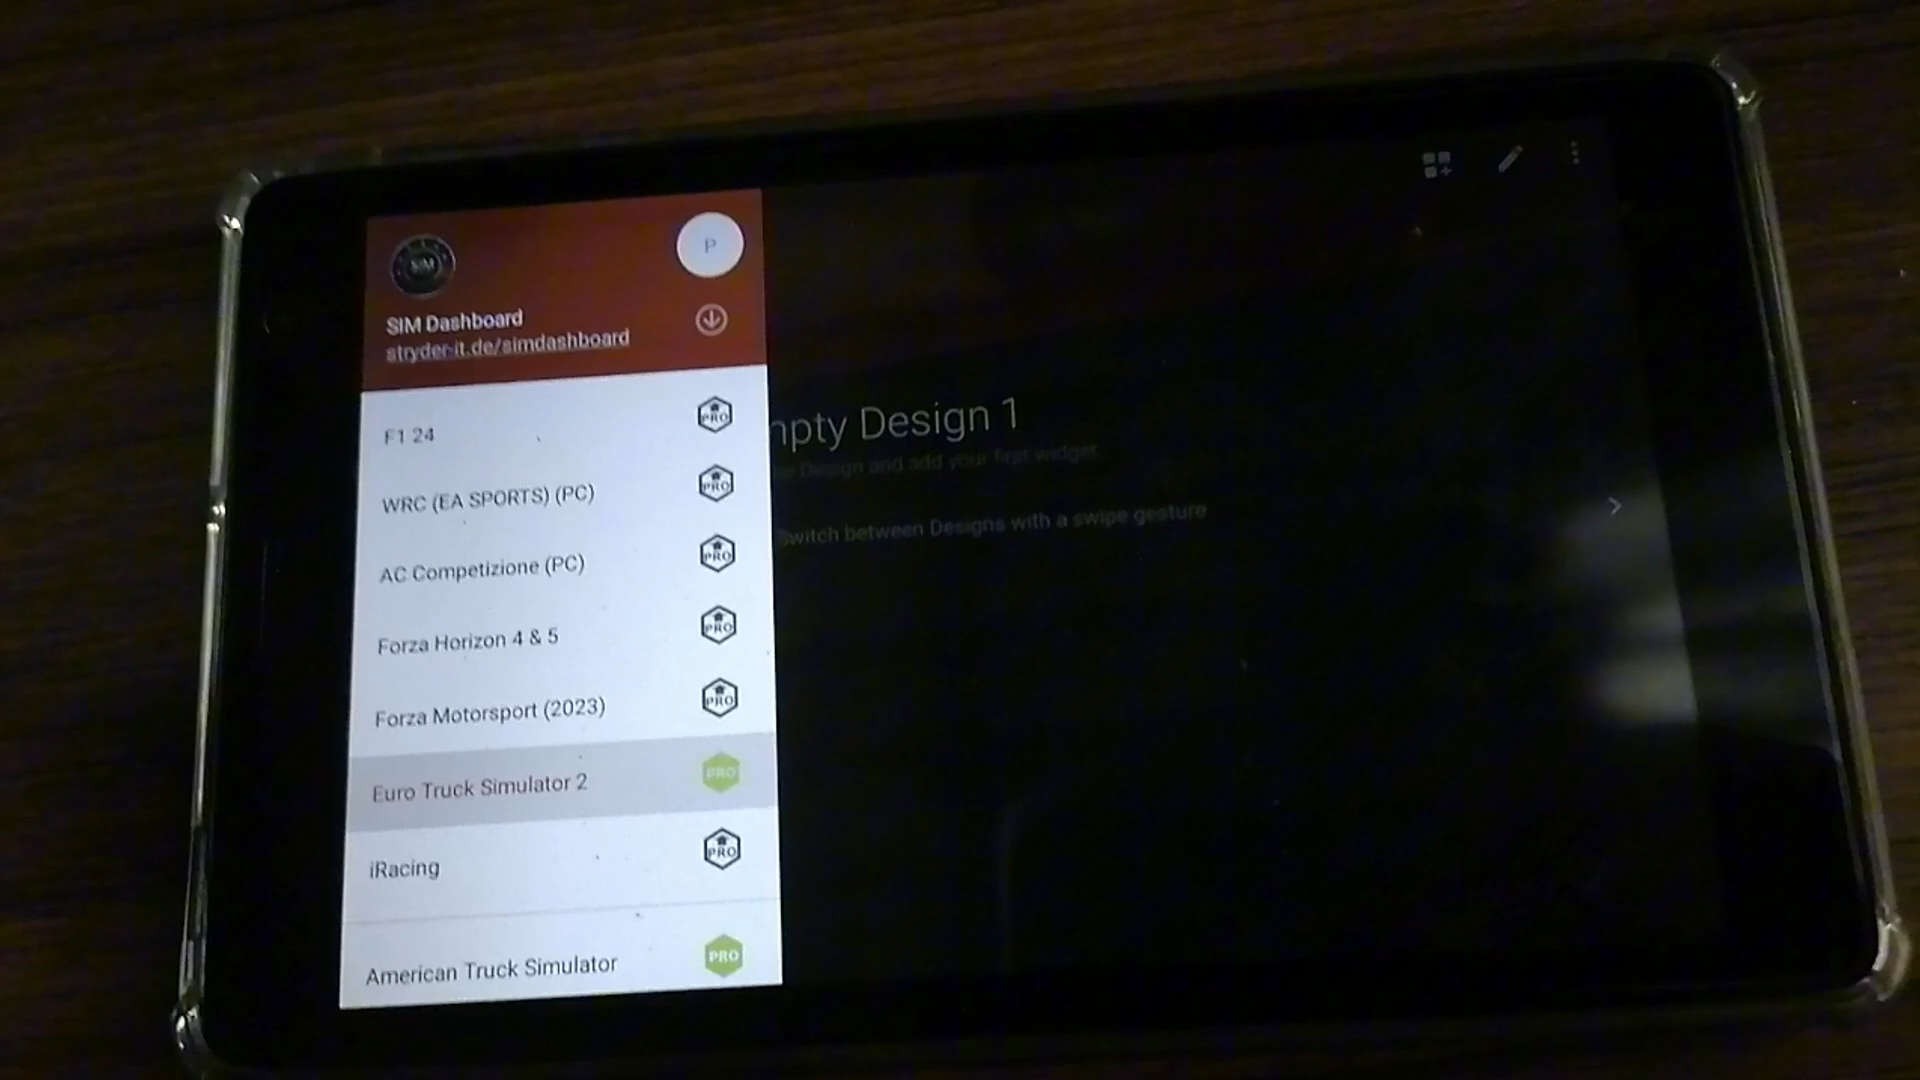 SIM
P
SIM Dashboard
stryder-it.de/simdashboard
F1 24
PRO
WRC (EA SPORTS) (PC)
PRO
AC Competizione (PC)
PRO
Forza Horizon 4 & 5
PRO
Forza Motorsport (2023)
PRO
Euro Truck Simulator 2
PRO
iRacing
PRO
American Truck Simulator
PRO
mpty Design 1
Design and add your first widget
Switch between Designs with a swipe gesture